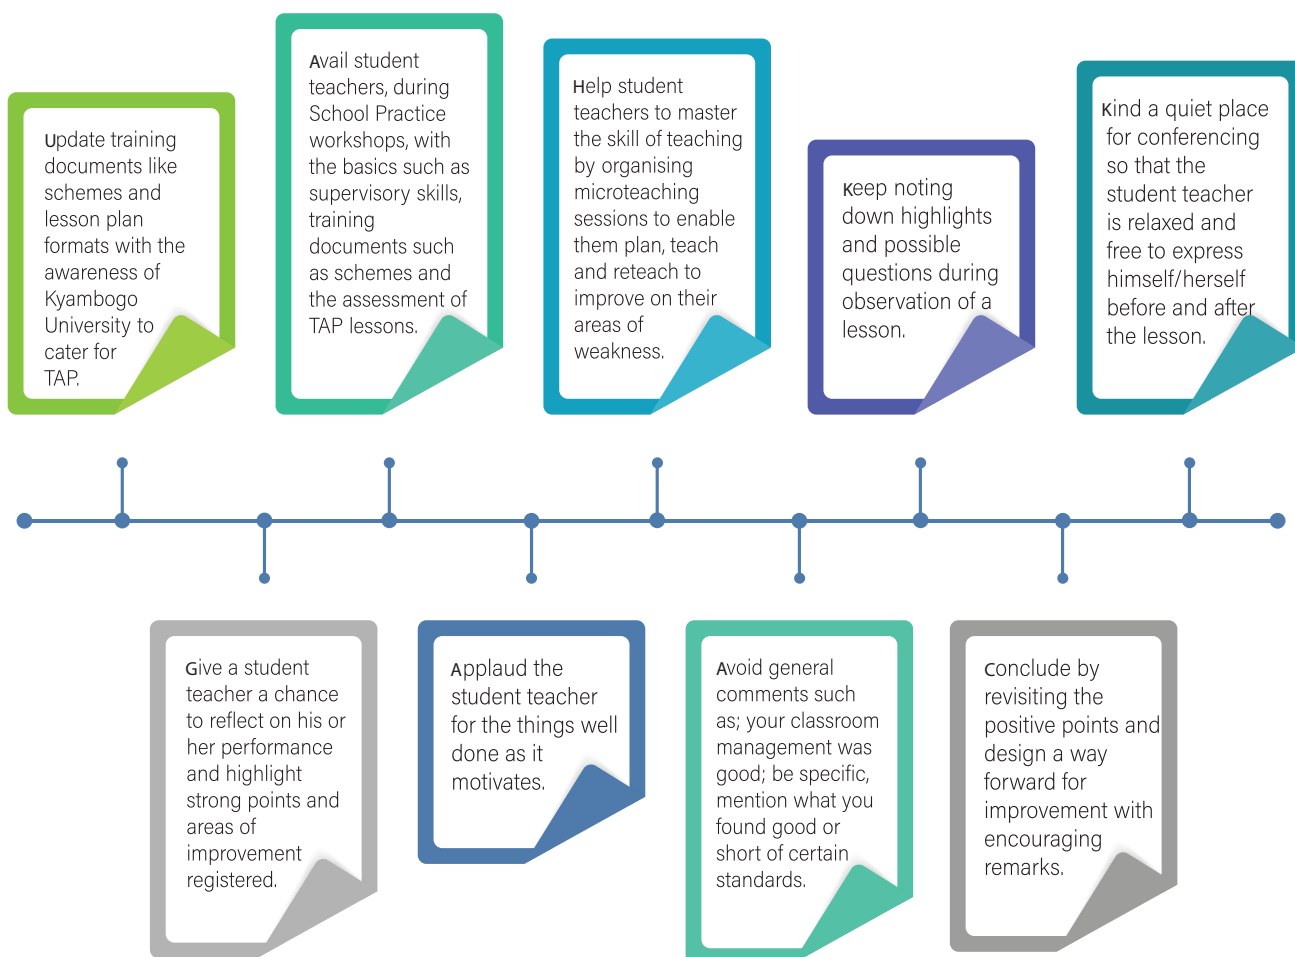 Update training
documents like
schemes and
lesson plan
formats with the
awareness of
Kyambogo
University to
cater for
TAP.
Avail student
teachers, during
School Practice
workshops, with
the basics such as
supervisory skills,
training
documents such
as schemes and
the assessment of
TAP lessons.
Help student
teachers to master
the skill of teaching
by organising
microteaching
sessions to enable
them plan, teach
and reteach to
improve on their
areas of
weakness.
Keep noting
down highlights
and possible
questions during
observation of a
lesson.
Kind a quiet place
for conferencing
so that the
student teacher
is relaxed and
free to express
himself/herself
before and after
the lesson.
Give a student
teacher a chance
to reflect on his or
her performance
and highlight
strong points and
areas of
improvement
registered.
Applaud the
student teacher
for the things well
done as it
motivates.
Avoid general
comments such
as; your classroom
management was
good; be specific,
mention what you
found good or
short of certain
standards.
Conclude by
revisiting the
positive points and
design a way
forward for
improvement with
encouraging
remarks.